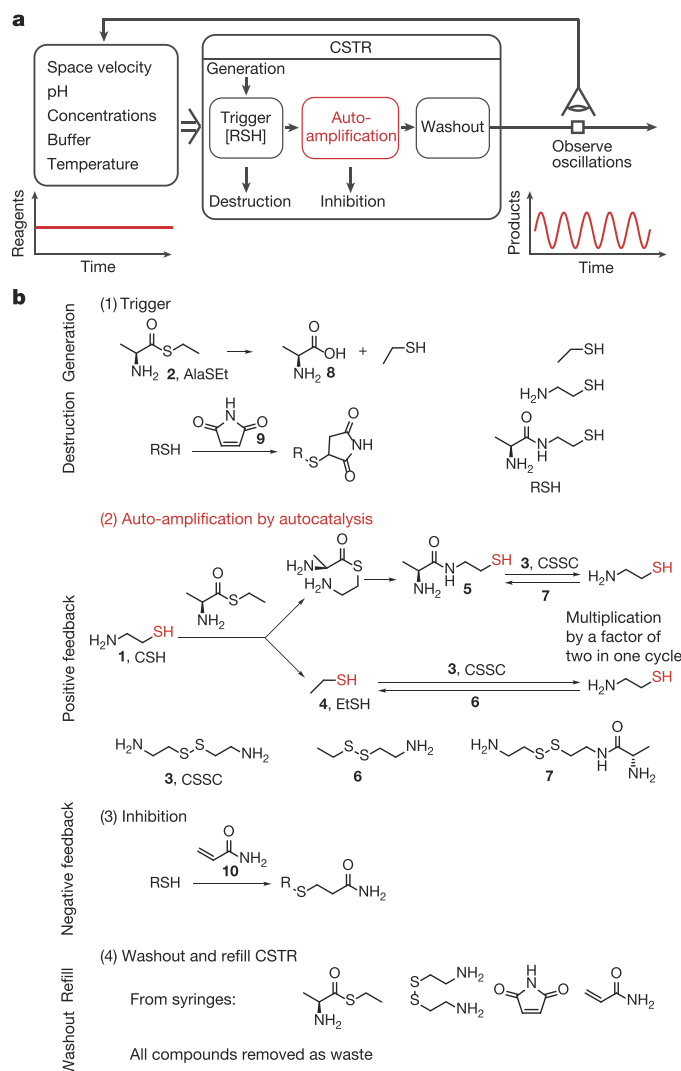 a
CSTR
Space velocity
pH
Concentrations
Buffer
Temperature
Generation
Trigger
[RSH]
Auto-
amplification
Washout
Destruction
Inhibition
Observe
oscillations
Reagents
Time
Products
Time
b
(1) Trigger
Destruction Generation
O
S
NH2
2, AlaSEt
O
OH
NH2
8
+
SH
SH
H2N
SH
O
N
H
SH
NH2
RSH
RSH
H
N
O
O
9
R
S
O
NH
O
(2) Auto-amplification by autocatalysis
Positive feedback
H2N
SH
1, CSH
O
S
NH2
H2N
O
S
H2N
O
N
H
SH
NH2
5
3, CSSC
7
H2N
SH
Multiplication
by a factor of
two in one cycle
SH
4, EtSH
3, CSSC
6
H2N
SH
H2N
S
S
NH2
3, CSSC
S
S
NH2
6
H2N
S
S
N
H
O
NH2
7
(3) Inhibition
Negative feedback
RSH
O
NH2
10
R
S
O
NH2
(4) Washout and refill CSTR
Washout Refill
From syringes:
O
S
NH2
S
NH2
S
NH2
H
N
O
O
O
NH2
All compounds removed as waste